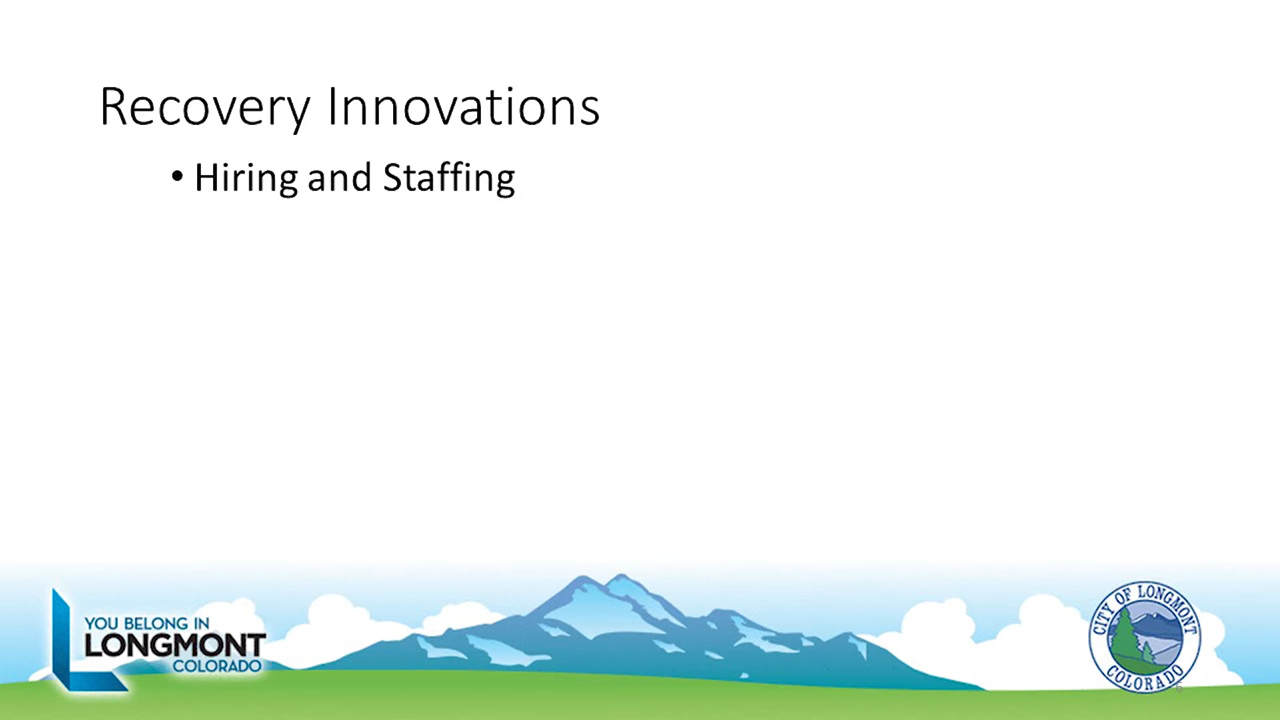 Recovery Innovations
• Hiring and Staffing
YOU BELONG IN
LONGMONT
COLORADO
CITY OF LONGMONT
COLORADO